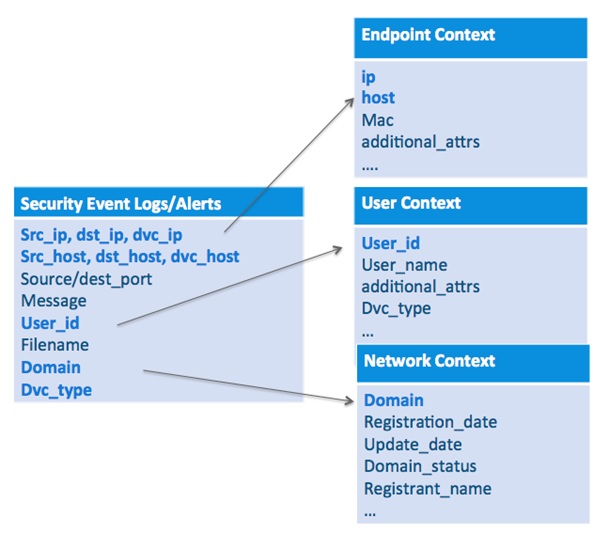 Endpoint Context
ip
host
Mac
additional_attrs
....
Security Event Logs/Alerts
Src_ip, dst_ip, dvc_ip
Src_host, dst_host, dvc_host
Source/dest_port
Message
User_id
Filename
Domain
Dvc_type
User Context
User_id
User_name
additional_attrs
Dvc_type
...
Network Context
Domain
Registration_date
Update_date
Domain_status
Registrant_name
...